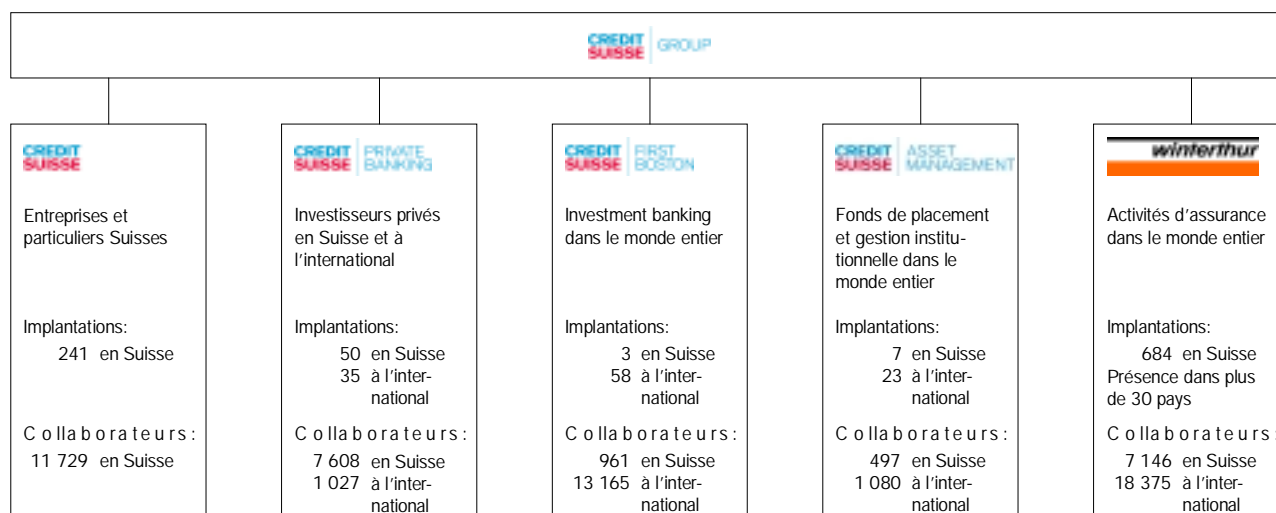 CREDIT SUISSE GROUP
CREDIT
SUISSE
Entreprises et
particuliers Suisses
Implantations:
241 en Suisse
Collaborateurs:
11 729 en Suisse
CREDIT SUISSE PRIVATE BANKING
Investisseurs privés
en Suisse et à
l'international
Implantations:
50 en Suisse
35 à l'inter-
national
Collaborateurs:
7 608 en Suisse
1 027 à l'inter-
national
CREDIT SUISSE FIRST BOSTON
Investment banking
dans le monde entier
Implantations:
3 en Suisse
58 à l'inter-
national
Collaborateurs:
961 en Suisse
13 165 à l'inter-
national
CREDIT SUISSE ASSET MANAGEMENT
Fonds de placement
et gestion institu-
tionnelle dans le
monde entier
Implantations:
7 en Suisse
23 à l'inter-
national
Collaborateurs:
497 en Suisse
1 080 à l'inter-
national
winterthur
Activités d'assurance
dans le monde entier
Implantations:
684 en Suisse
Présence dans plus
de 30 pays
Collaborateurs:
7 146 en Suisse
18 375 à l'inter-
national